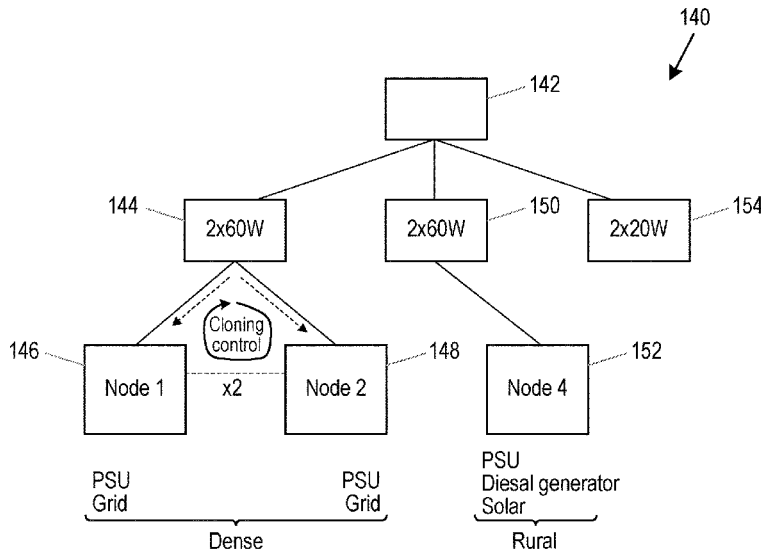 140
142
144
2x60W
2x60W
150
2x20W
154
Cloning
control
146
Node 1
x2
Node 2
148
Node 4
152
PSU
Grid
PSU
Grid
PSU
Diesal generator
Solar
Dense
Rural